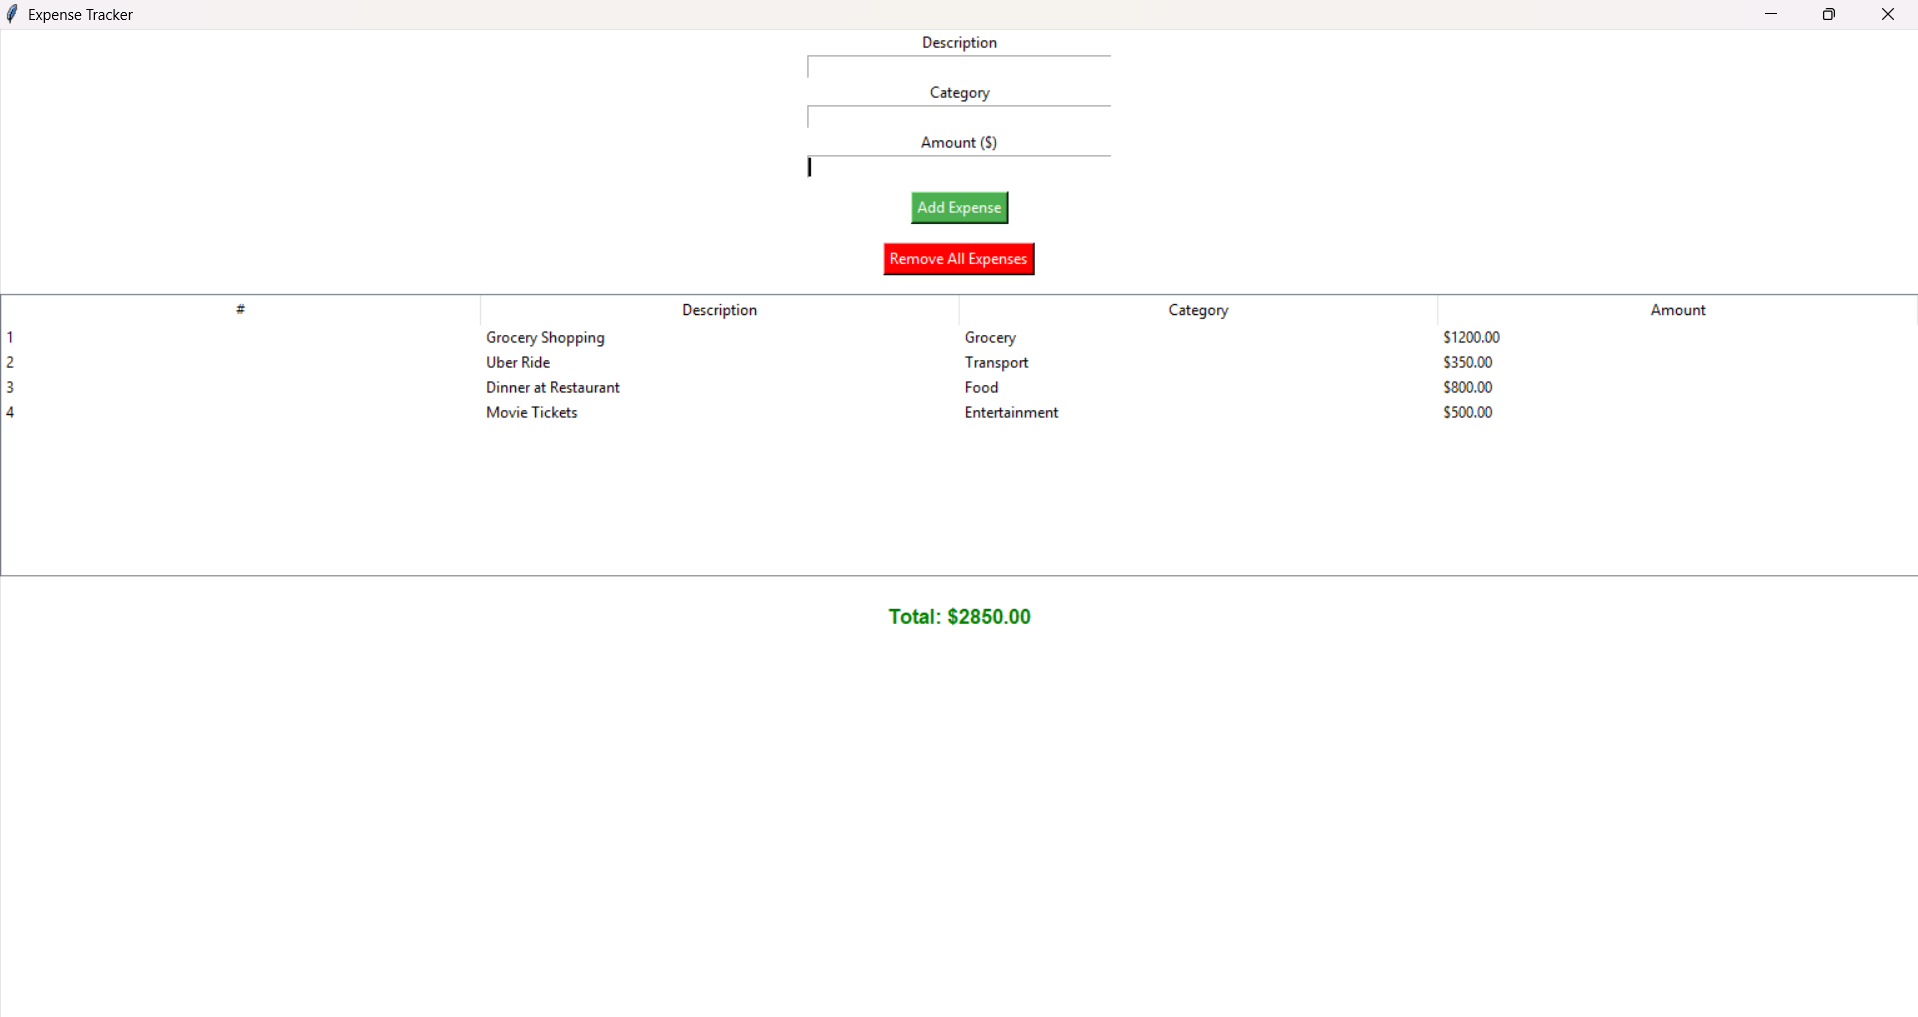 Expense Tracker
Description
Category
Amount ($)
Add Expense
Remove All Expenses
# Description Category Amount
1 Grocery Shopping Grocery $1200.00
2 Uber Ride Transport $350.00
3 Dinner at Restaurant Food $800.00
4 Movie Tickets Entertainment $500.00
Total: $2850.00